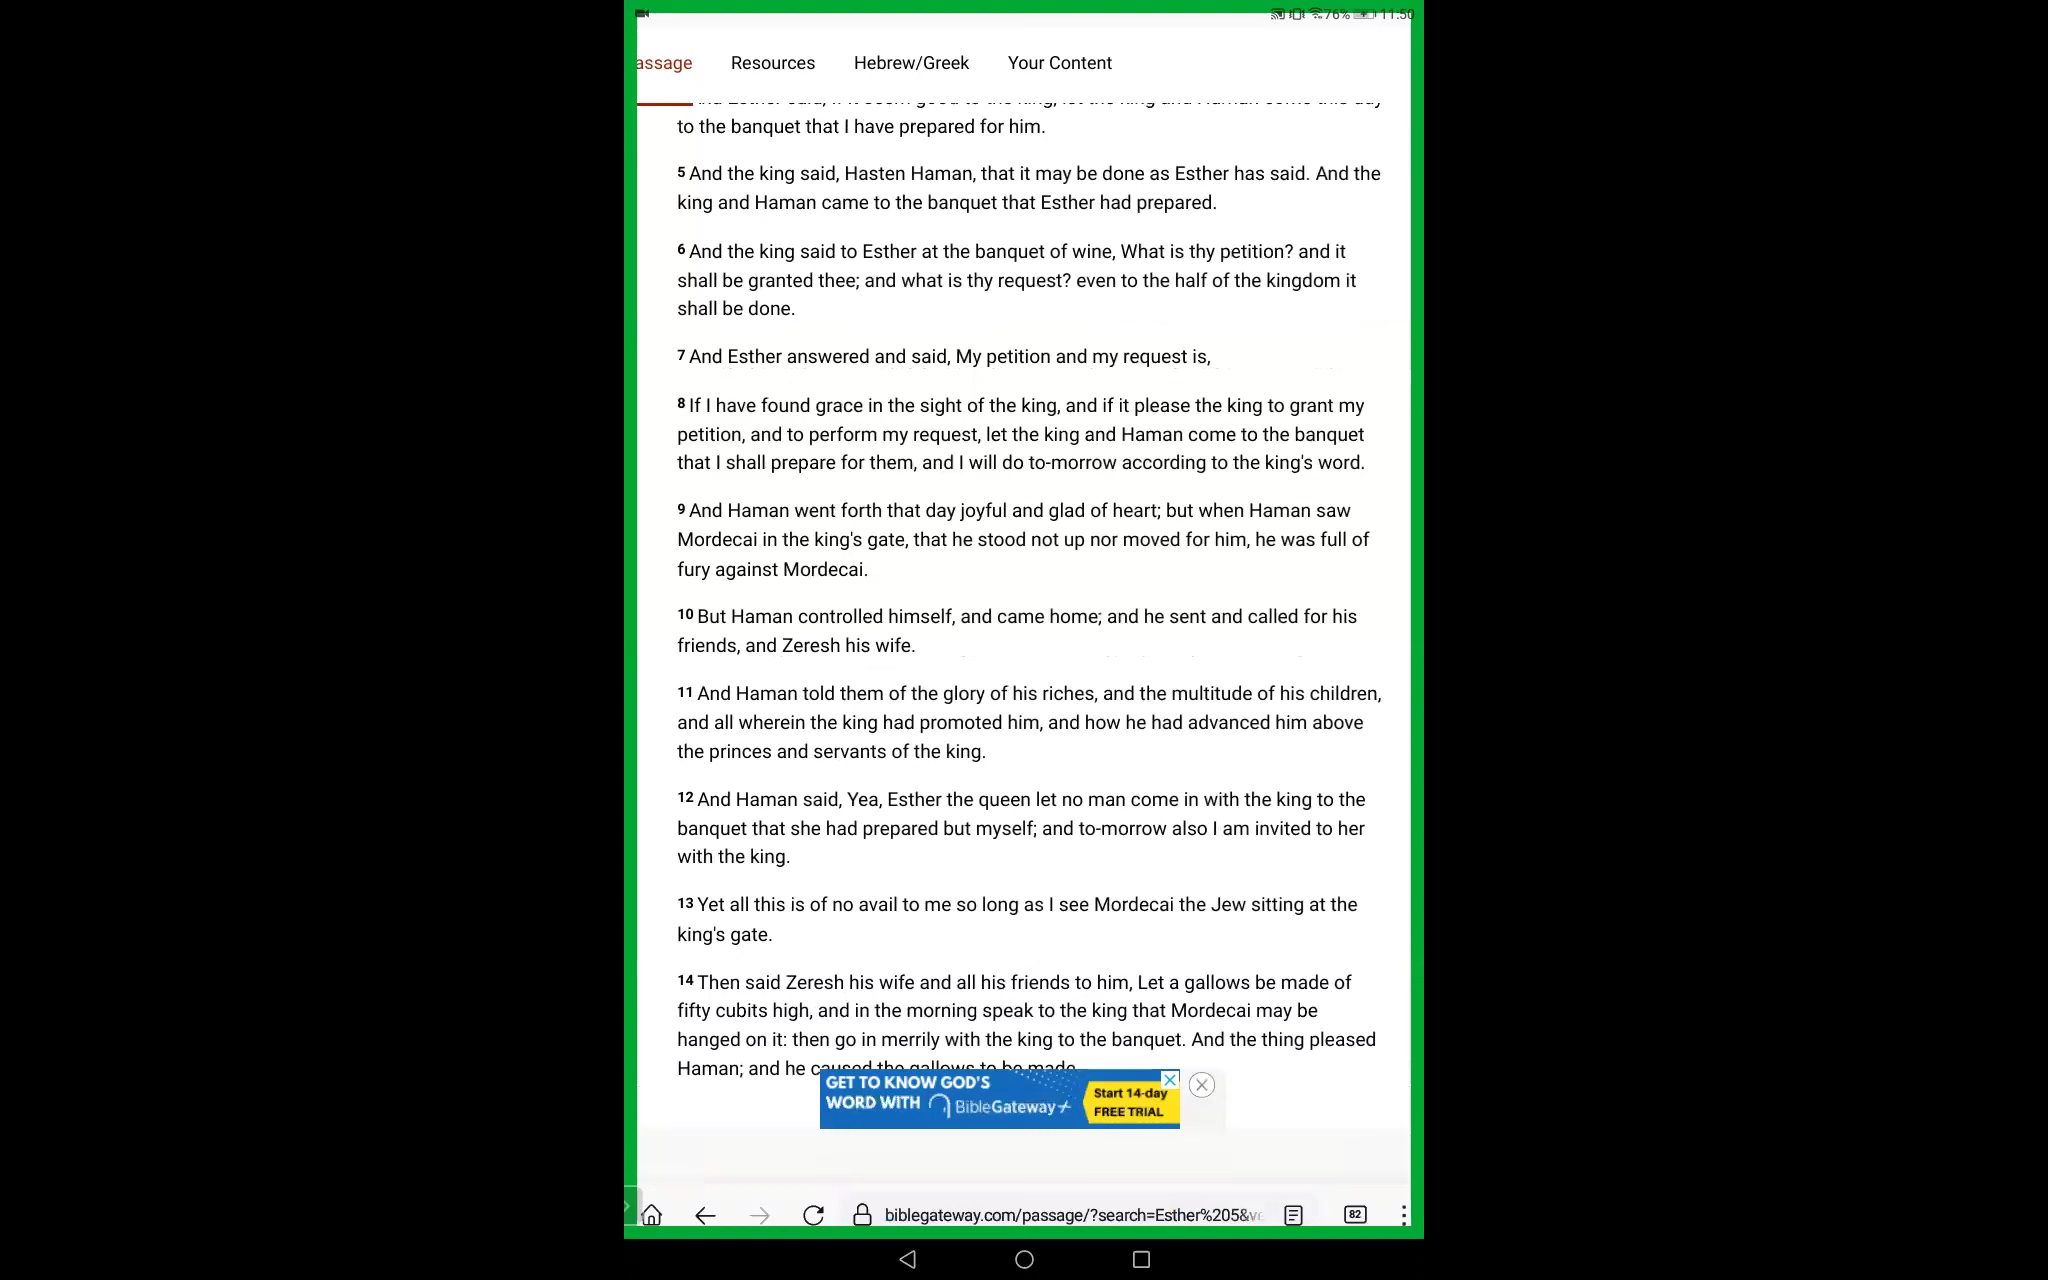 76% 11:50
assage Resources Hebrew/Greek Your Content
to the banquet that I have prepared for him.
5 And the king said, Hasten Haman, that it may be done as Esther has said. And the
king and Haman came to the banquet that Esther had prepared.
6 And the king said to Esther at the banquet of wine, What is thy petition? and it
shall be granted thee; and what is thy request? even to the half of the kingdom it
shall be done.
7 And Esther answered and said, My petition and my request is,
8 If I have found grace in the sight of the king, and if it please the king to grant my
petition, and to perform my request, let the king and Haman come to the banquet
that I shall prepare for them, and I will do to-morrow according to the king's word.
9 And Haman went forth that day joyful and glad of heart; but when Haman saw
Mordecai in the king's gate, that he stood not up nor moved for him, he was full of
fury against Mordecai.
10 But Haman controlled himself, and came home; and he sent and called for his
friends, and Zeresh his wife.
11 And Haman told them of the glory of his riches, and the multitude of his children,
and all wherein the king had promoted him, and how he had advanced him above
the princes and servants of the king.
12 And Haman said, Yea, Esther the queen let no man come in with the king to the
banquet that she had prepared but myself; and to-morrow also I am invited to her
with the king.
13 Yet all this is of no avail to me so long as I see Mordecai the Jew sitting at the
king's gate.
14 Then said Zeresh his wife and all his friends to him, Let a gallows be made of
fifty cubits high, and in the morning speak to the king that Mordecai may be
hanged on it: then go in merrily with the king to the banquet. And the thing pleased
Haman; and he caused the gallows to be made.
GET TO KNOW GOD'S
WORD WITH BibleGateway+
Start 14-day
FREE TRIAL
biblegateway.com/passage/?search=Esther%205&ve
82